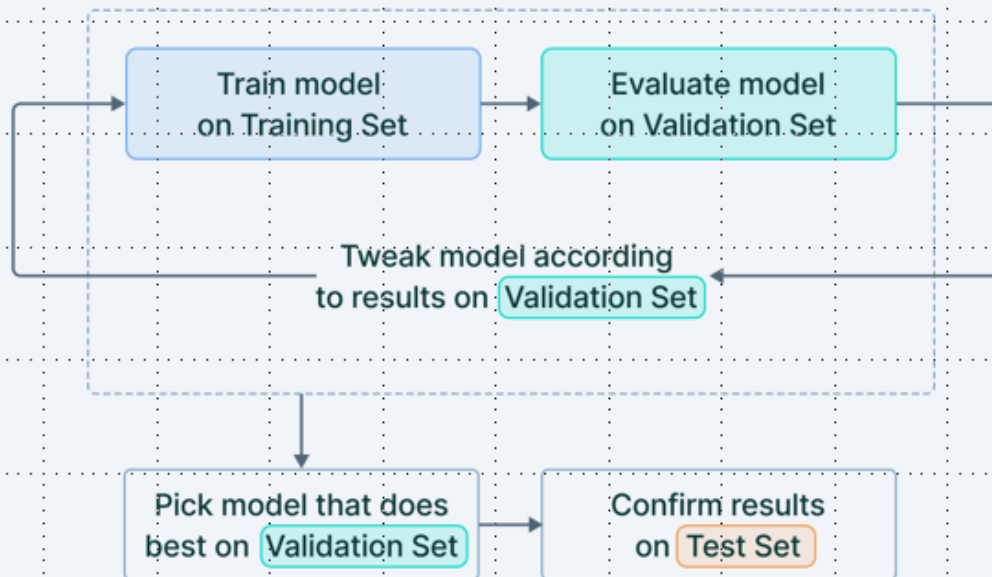 Train model
on Training Set
Evaluate model
on Validation Set
Tweak model according
to results on Validation Set
Pick model that does
best on Validation Set
Confirm results
on Test Set